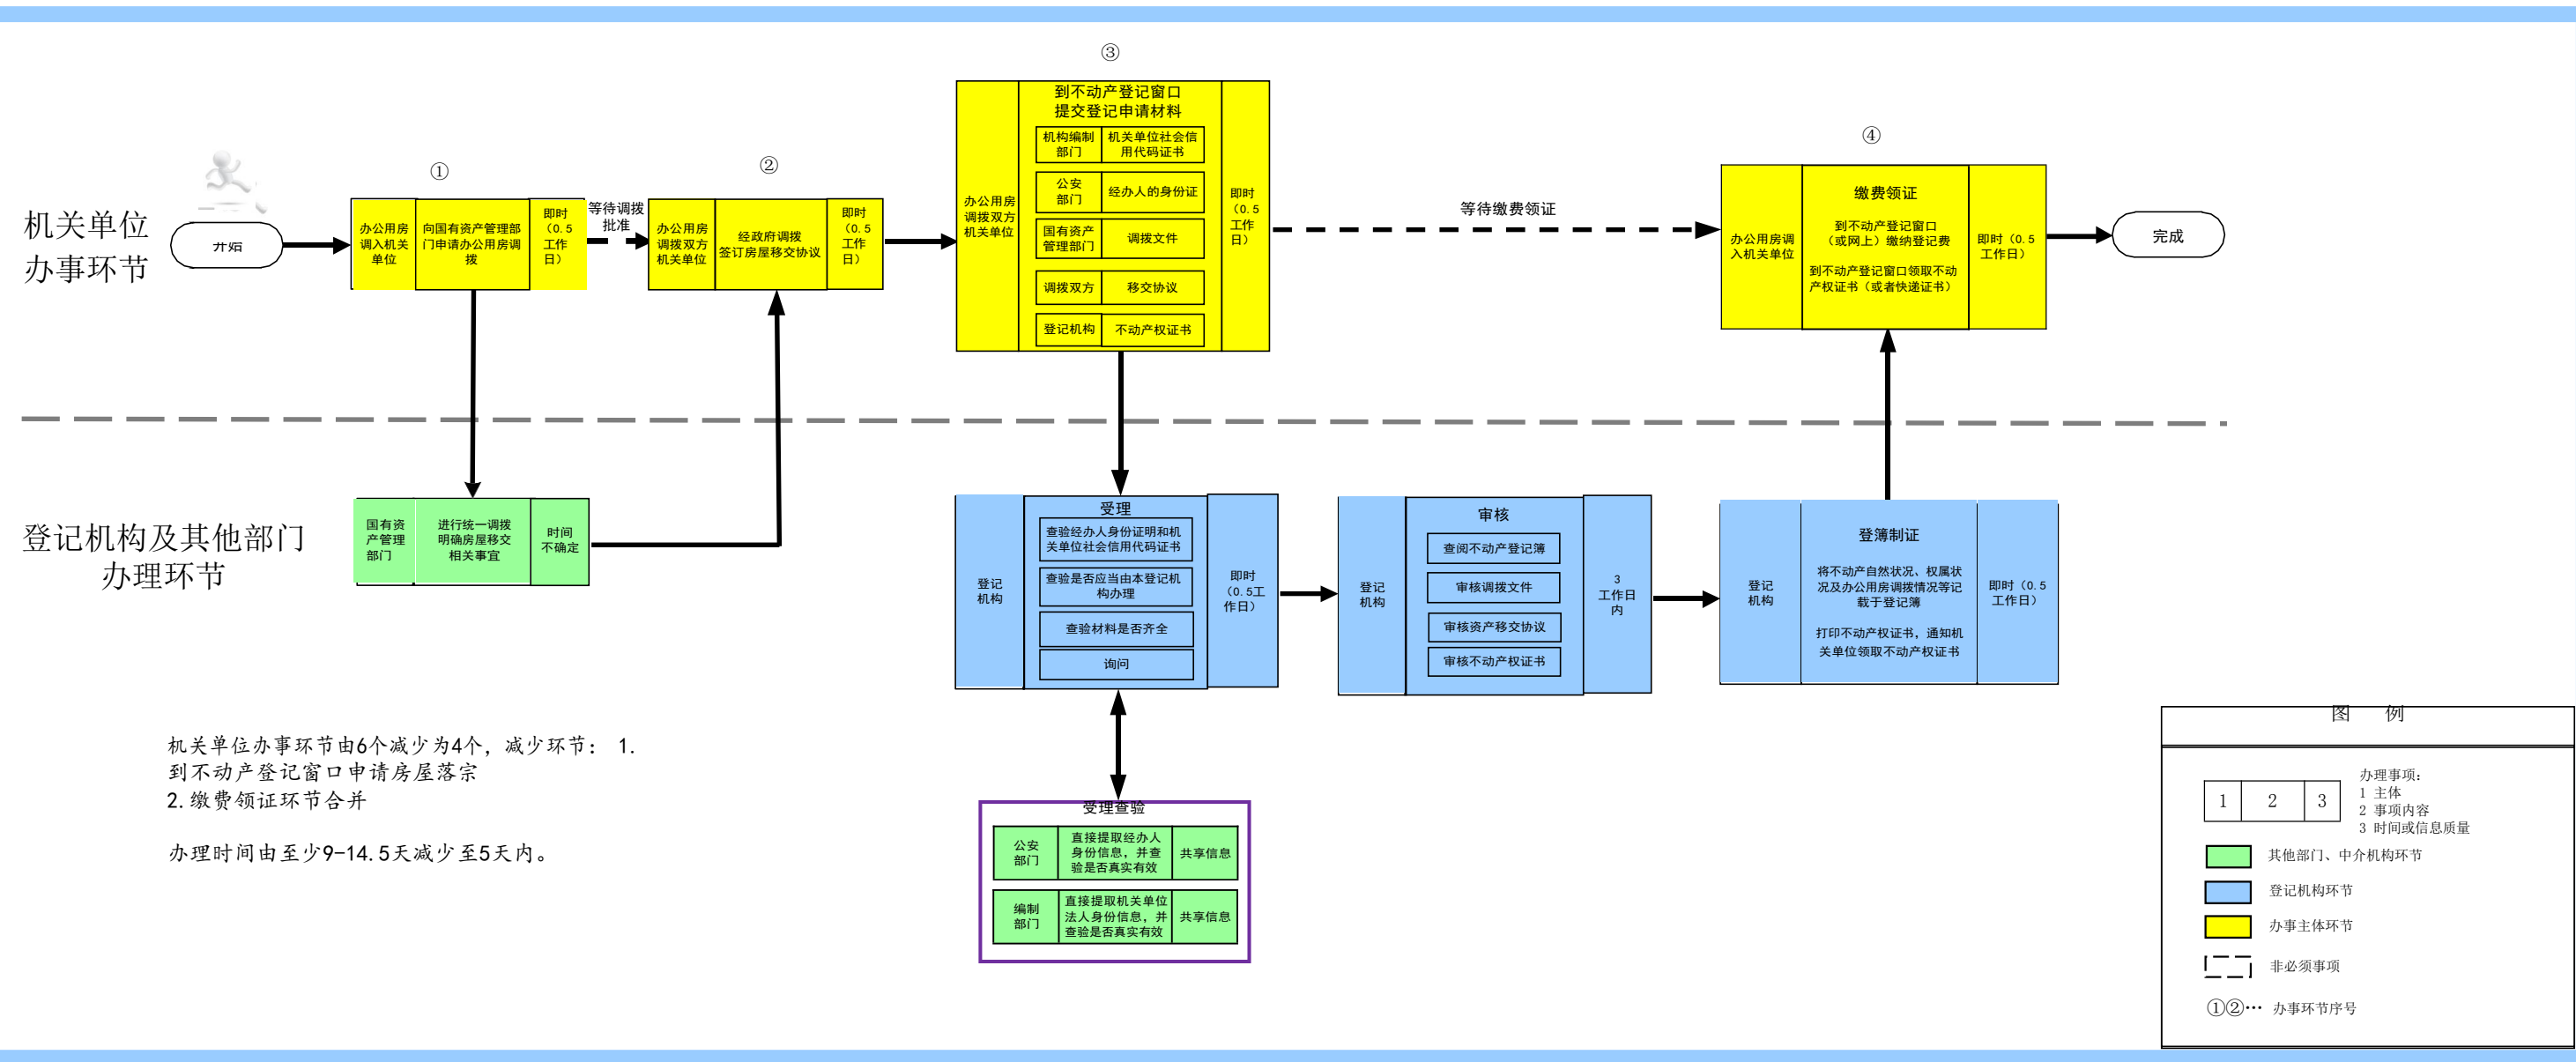 ③
到不动产登记窗口
提交登记申请材料
机构编制
部门
机关单位社会信
用代码证书
公安
部门
经办人的身份证
国有资产
管理部门
调拨文件
调拨双方
移交协议
登记机构
不动产权证书
办公用房
调拨双方
机关单位
即时
（0.5
工作
日）
机关单位
办事环节
开始
①
办公用房
调入机关
单位
向国有资产管理部
门申请办公用房调
拨
即时
（0.5
工作
日）
等待调拨
批准
②
办公用房
调拨双方
机关单位
经政府调拨
签订房屋移交协议
即时
（0.5
工作
日）
等待缴费领证
④
办公用房调
入机关单位
缴费领证
到不动产登记窗口
（或网上）缴纳登记费
到不动产登记窗口领取不动
产权证书（或者快递证书）
即时（0.5
工作日）
完成
登记机构及其他部门
办理环节
国有资
产管理
部门
进行统一调拨
明确房屋移交
相关事宜
时间
不确定
登记
机构
受理
查验经办人身份证明和机
关单位社会信用代码证书
查验是否应当由本登记机
构办理
查验材料是否齐全
询问
即时
（0.5工
作日）
登记
机构
审核
查阅不动产登记簿
审核调拨文件
审核资产移交协议
审核不动产权证书
3
工作日
内
登记
机构
登簿制证
将不动产自然状况、权属状
况及办公用房调拨情况等记
载于登记簿
打印不动产权证书，通知机
关单位领取不动产权证书
即时（0.5
工作日）
机关单位办事环节由6个减少为4个，减少环节： 1.
到不动产登记窗口申请房屋落宗
2.缴费领证环节合并
办理时间由至少9-14.5天减少至5天内。
受理查验
公安
部门
直接提取经办人
身份信息，并查
验是否真实有效
共享信息
编制
部门
直接提取机关单位
法人身份信息，并
查验是否真实有效
共享信息
图 例
1 2 3
办理事项：
1 主体
2 事项内容
3 时间或信息质量
其他部门、中介机构环节
登记机构环节
办事主体环节
非必须事项
①②… 办事环节序号